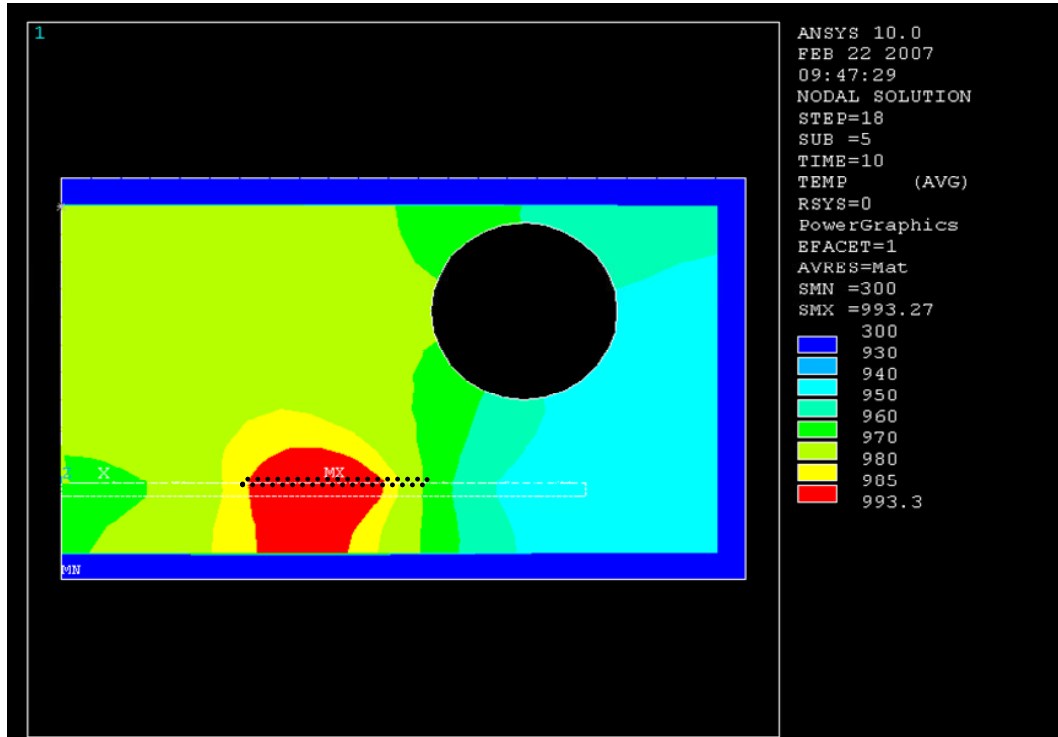 1
ANSYS 10.0
FEB 22 2007
09:47:29
NODAL SOLUTION
STEP=18
SUB =5
TIME=10
TEMP (AVG)
RSYS=0
PowerGraphics
EFACET=1
AVRES=Mat
SMN =300
SMX =993.27
300
930
940
950
960
970
980
985
993.3
Z X MX
MN